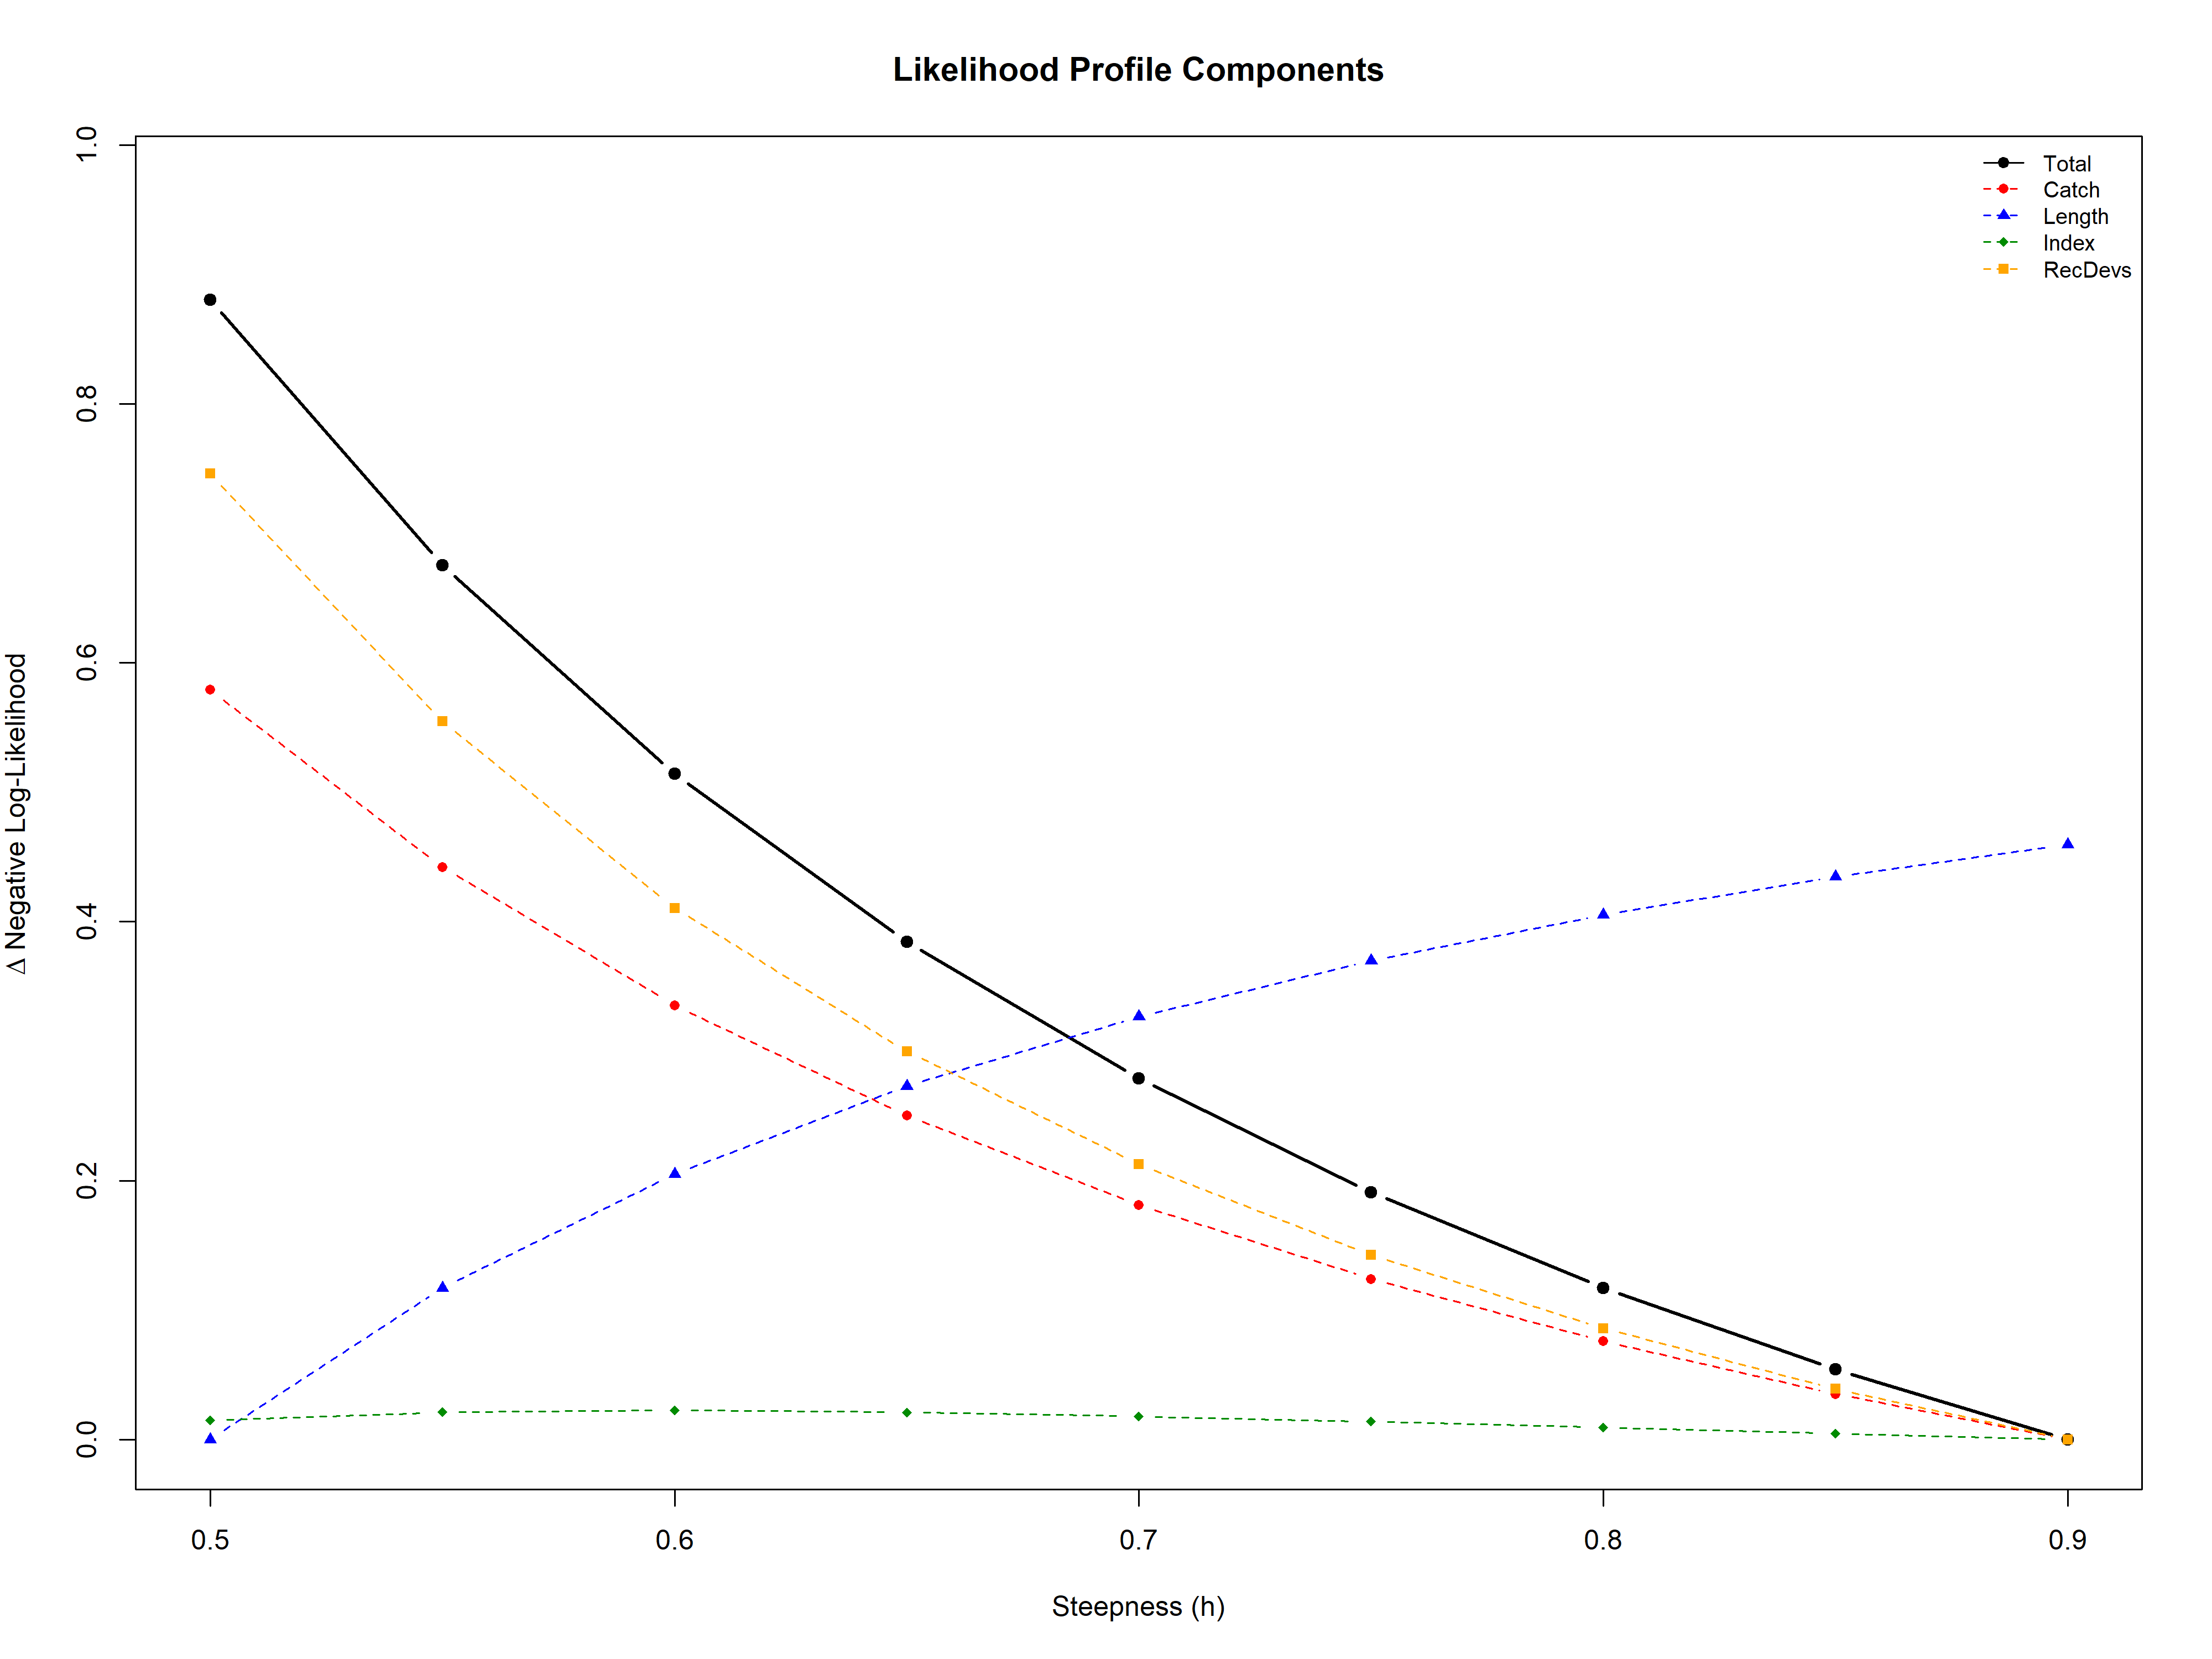 Likelihood Profile Components
Total
Catch
Length
Index
RecDevs
1.0
0.8
0.6
0.4
0.2
0.0
Δ Negative Log-Likelihood
0.5 0.6 0.7 0.8 0.9
Steepness (h)